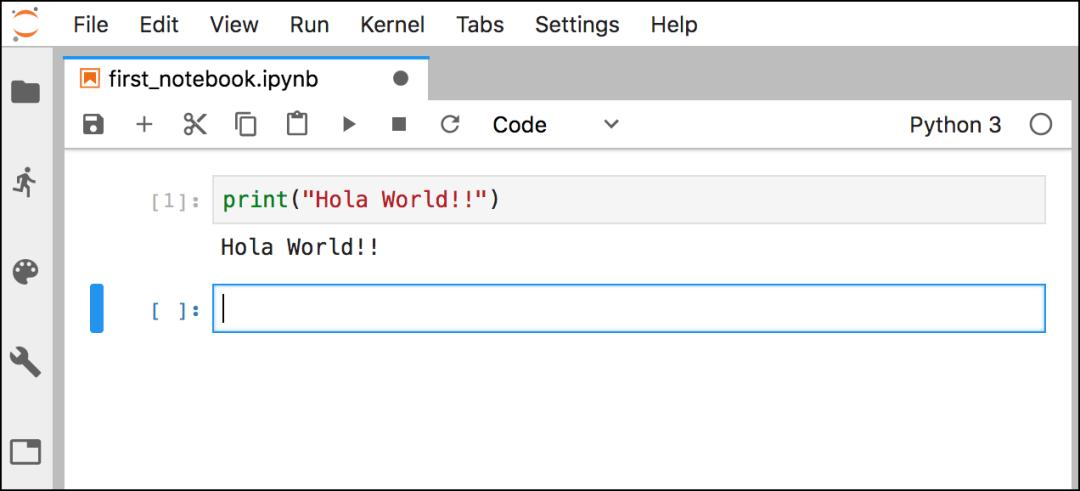 File Edit View Run Kernel Tabs Settings Help
first_notebook.ipynb
Code Python 3
[1]: print("Hola World!!")
Hola World!!
[ ]: